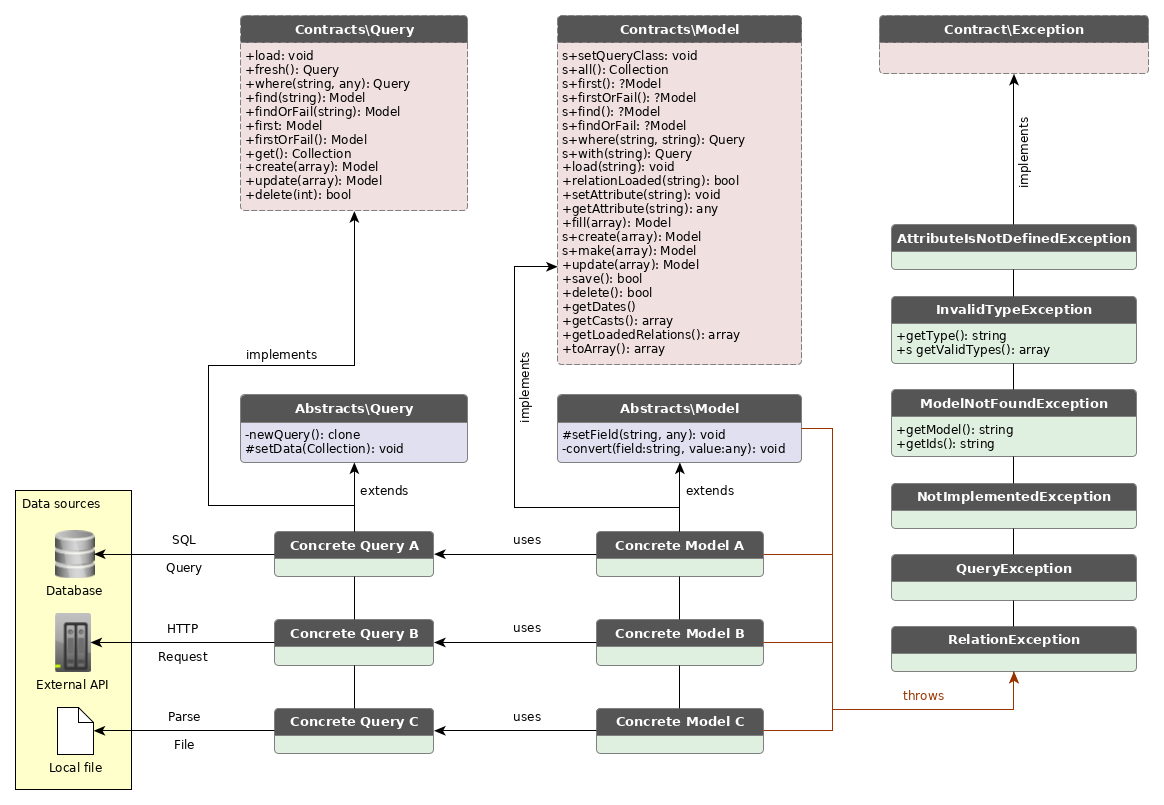 Contracts\Query
+load: void
+fresh(): Query
+where(string, any): Query
+find(string): Model
+findOrFail(string): Model
+first: Model
+firstOrFail(): Model
+get(): Collection
+create(array): Model
+update(array): Model
+delete(int): bool
Contracts\Model
s+setQueryClass: void
s+all(): Collection
s+first(): ?Model
s+firstOrFail(): ?Model
s+find(): ?Model
s+findOrFail: ?Model
s+where(string, string): Query
s+with(string): Query
+load(string): void
+relationLoaded(string): bool
+setAttribute(string): void
+getAttribute(string): any
+fill(array): Model
s+create(array): Model
s+make(array): Model
+update(array): Model
+save(): bool
+delete(): bool
+getDates()
+getCasts(): array
+getLoadedRelations(): array
+toArray(): array
Contract\Exception
implements
AttributeIsNotDefinedException
InvalidTypeException
+getType(): string
+s getValidTypes(): array
ModelNotFoundException
+getModel(): string
+getIds(): string
NotImplementedException
QueryException
RelationException
throws
implements
implements
Abstracts\Query
-newQuery(): clone
#setData(Collection): void
Abstracts\Model
#setField(string, any): void
-convert(field:string, value:any): void
extends
extends
Data sources
Database
External API
Local file
SQL
Query
HTTP
Request
Parse
File
Concrete Query A
Concrete Query B
Concrete Query C
uses
uses
uses
Concrete Model A
Concrete Model B
Concrete Model C